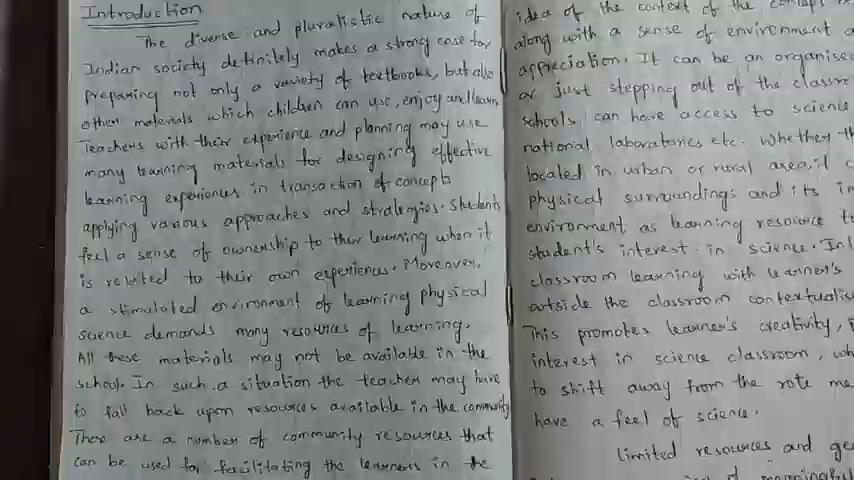 Introduction
The diverse and pluralistic nature of
Indian society definitely makes a strong case for
preparing not only a variety of textbooks, but also
other materials which children can use, enjoy and learn.
Teachers with their experience and planning may use
many learning materials for designing effective
learning experiences in transaction of concepts
applying various approaches and strategies. Students
feel a sense of ownership to their learning when it
is related to their own experiences. Moreover,
a stimulated environment of learning physical
science demands many resources of learning.
All these materials may not be available in the
school. In such a situation the teacher may have
to fall back upon resources available in the community
There are a number of community resources that
can be used for facilitating the learners in the
idea of the context of the concept
along with a sense of environment
appreciation. It can be an organise
or just stepping out of the classr
schools can have access to science
national laboratories etc. Whether th
located in urban or rural area, it c
physical surroundings and its in
environment as learning resource to
student's interest in science. In
classroom learning with learner's
outside the classroom contextualis
This promotes learner's creativity,
interest in science classroom, wh
to shift away from the rote me
have a feel of science.
Limited resources and ge